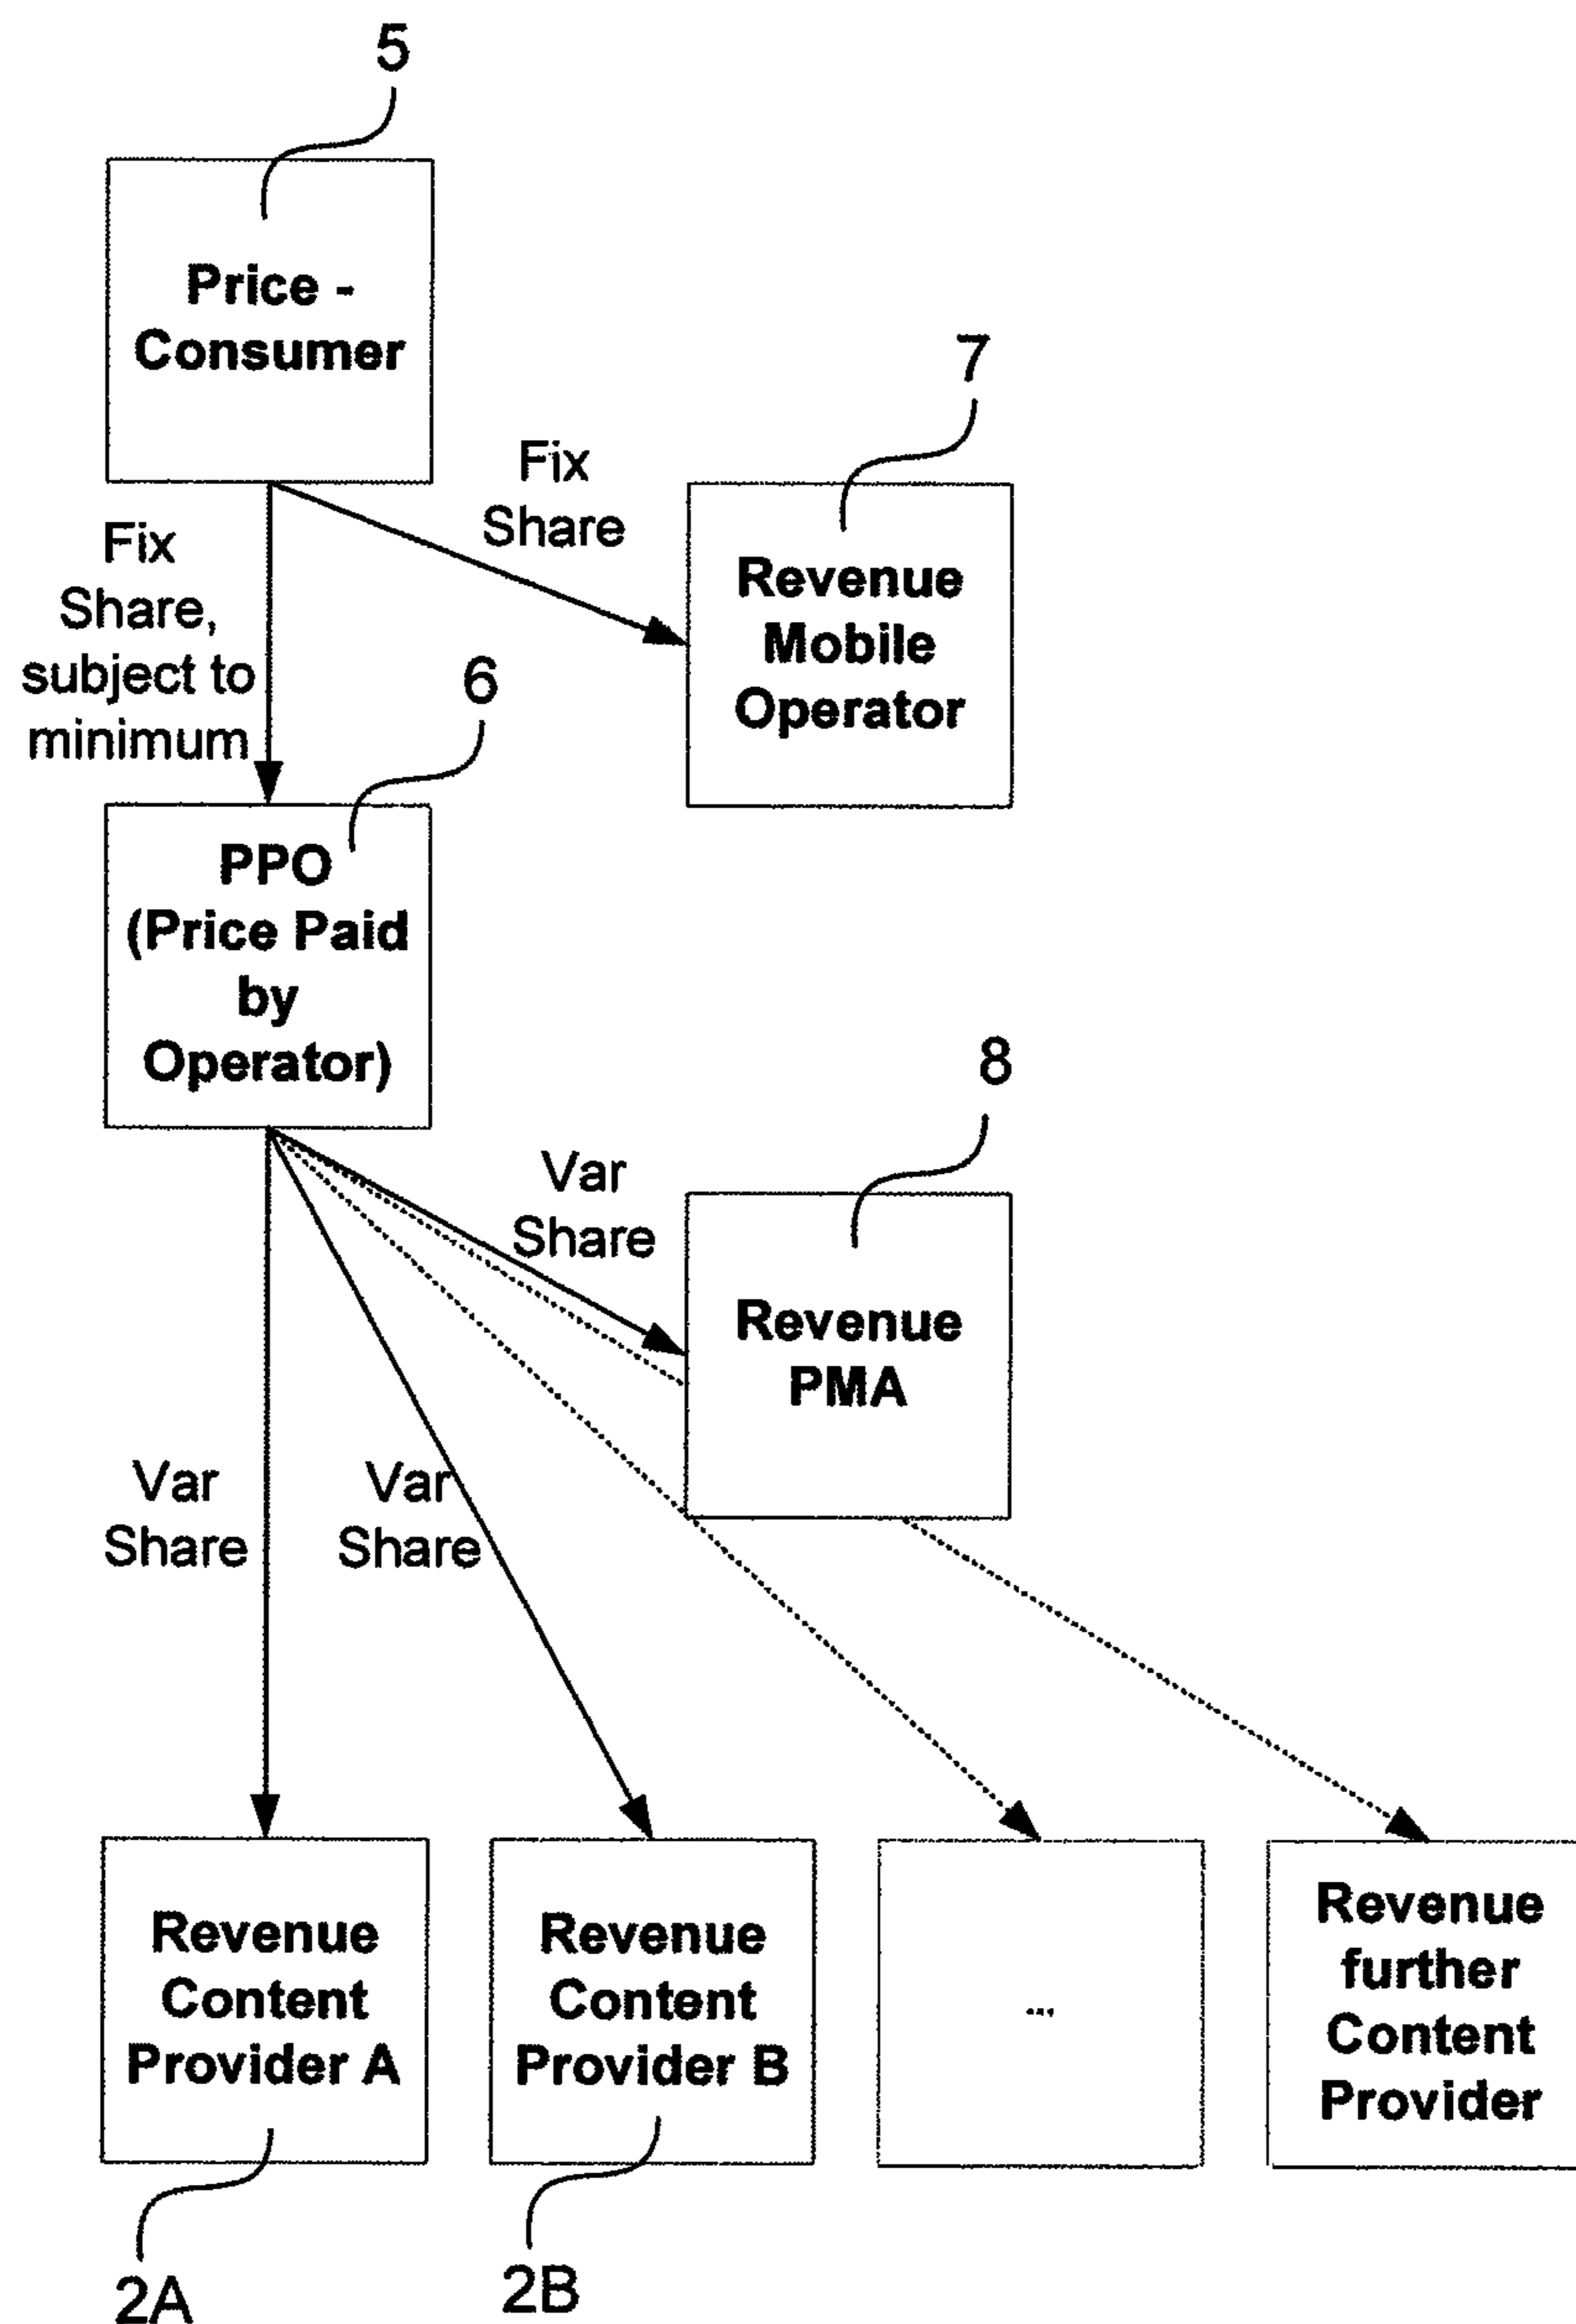 5
Price -
Consumer
7
Fix
Share
Fix
Share,
subject to
minimum
Revenue
Mobile
Operator
6
PPO
(Price Paid
by
Operator)
8
Var
Share
Revenue
PMA
Var
Share
Var
Share
Revenue
Content
Provider A
Revenue
Content
Provider B
...
Revenue
further
Content
Provider
2A
2B